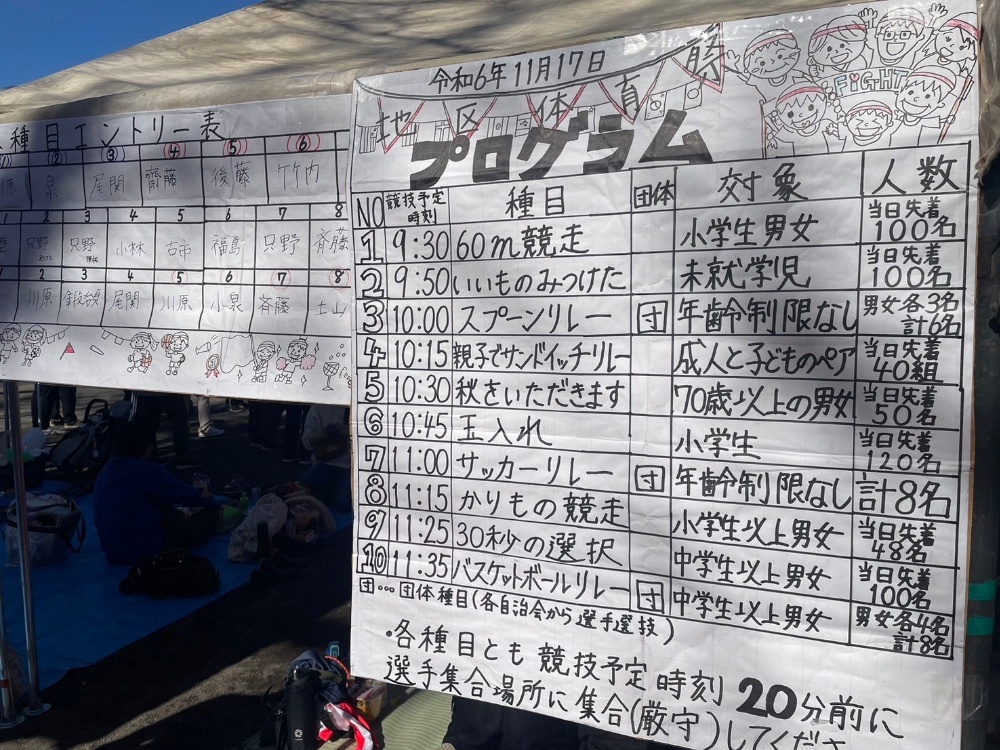 種目エントリー表
② ③ ④ ⑤ ⑥
原 泉 尾関 齋藤 後藤 竹内
2 3 4 5 6 7 8
只野 只野 小林 古市 福島 只野 斉藤
2 3 4 5 6 7 8
川原 尾関 川原 小泉 斉藤 土山
令和6年11月17日
地区体育祭
FiGHT
プログラム
NO 競技予定時刻 種目 団体 対象 人数
1 9:30 60m競走 小学生男女 当日先着100名
2 9:50 いいものみつけた 未就学児 当日先着100名
3 10:00 スプーンリレー 団 年齢制限なし 男女各3名計6名
4 10:15 親子でサンドイッチリレー 成人と子どものペア 当日先着40組
5 10:30 秋をいただきます 70歳以上の男女 当日先着50名
6 10:45 玉入れ 小学生 当日先着120名
7 11:00 サッカーリレー 団 年齢制限なし 計8名
8 11:15 かりもの競走 小学生以上男女 当日先着48名
9 11:25 30秒の選択 中学生以上男女 当日先着100名
10 11:35 バスケットボールリレー 団 中学生以上男女 男女各4名計8名
団…団体種目(各自治会から選手選抜)
・各種目とも競技予定時刻20分前に
選手集合場所に集合(厳守)してくださ